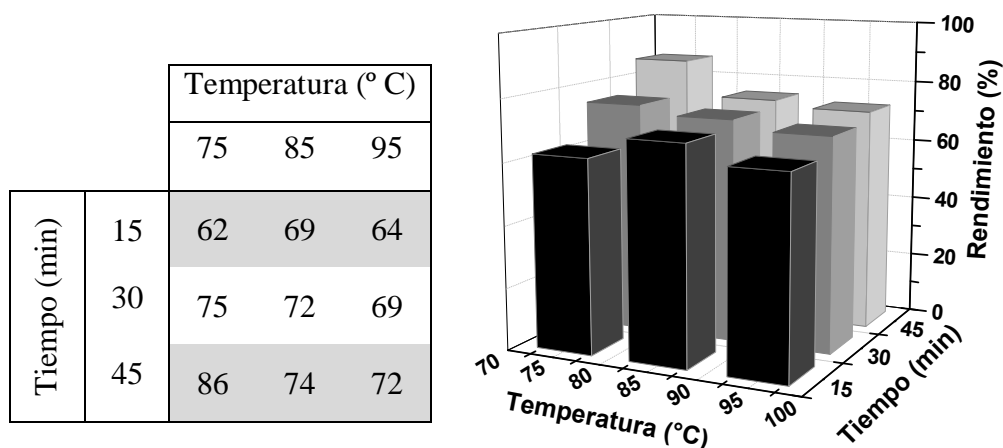 Temperatura (º C)
75 85 95
Tiempo (min)
15 62 69 64
30 75 72 69
45 86 74 72
100
80
60
40
20
0
Rendimiento (%)
70 75 80 85 90 95 100
Temperatura (°C)
15 30 45
Tiempo (min)